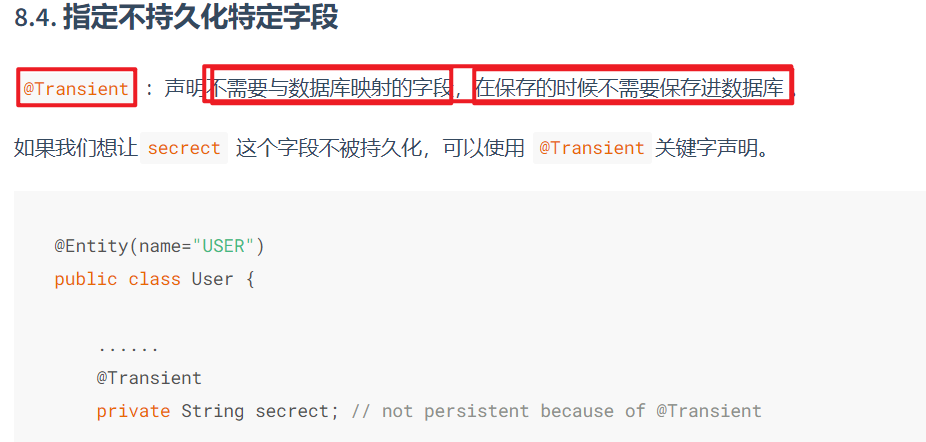 8.4. 指定不持久化特定字段
@Transient : 声明不需要与数据库映射的字段，在保存的时候不需要保存进数据库 。
如果我们想让 secrect 这个字段不被持久化，可以使用 @Transient 关键字声明。
@Entity(name="USER")
public class User {
......
@Transient
private String secrect; // not persistent because of @Transient